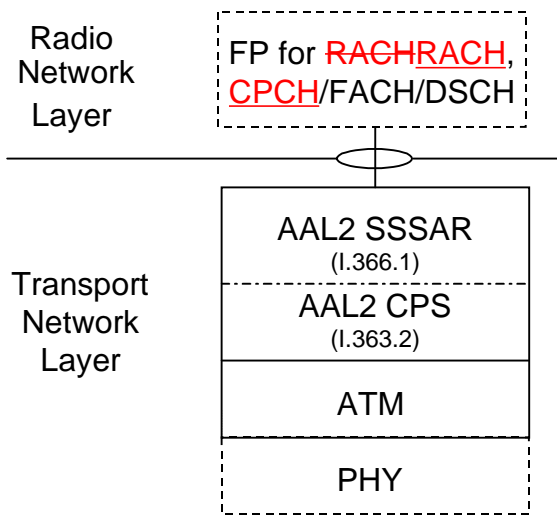 Radio
Network
Layer
FP for RACHRACH,
CPCH/FACH/DSCH
Transport
Network
Layer
AAL2 SSSAR
(I.366.1)
AAL2 CPS
(I.363.2)
ATM
PHY